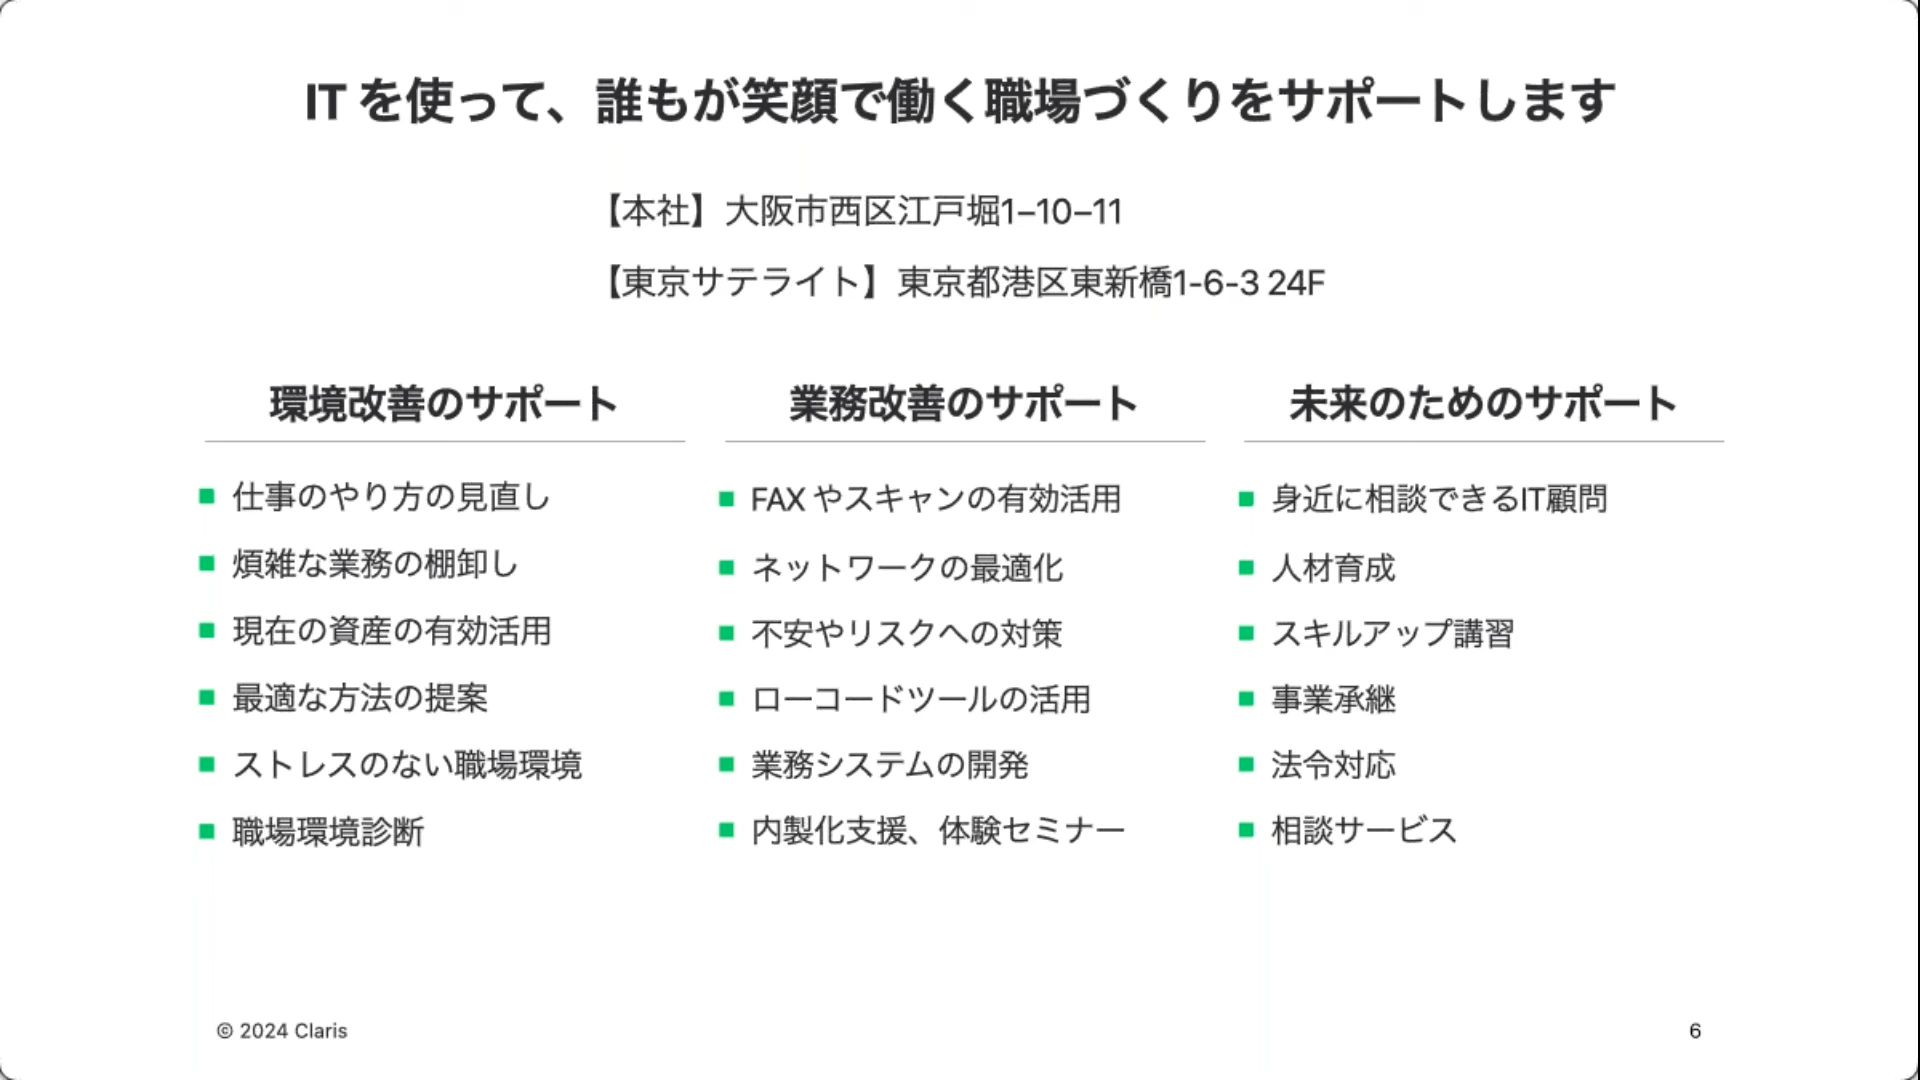 IT を使って、誰もが笑顔で働く職場づくりをサポートします
【本社】大阪市西区江戸堀1–10–11
【東京サテライト】東京都港区東新橋1-6-3 24F
環境改善のサポート
仕事のやり方の見直し
煩雑な業務の棚卸し
現在の資産の有効活用
最適な方法の提案
ストレスのない職場環境
職場環境診断
業務改善のサポート
FAX やスキャンの有効活用
ネットワークの最適化
不安やリスクへの対策
ローコードツールの活用
業務システムの開発
内製化支援、体験セミナー
未来のためのサポート
身近に相談できるIT顧問
人材育成
スキルアップ講習
事業承継
法令対応
相談サービス
© 2024 Claris
6